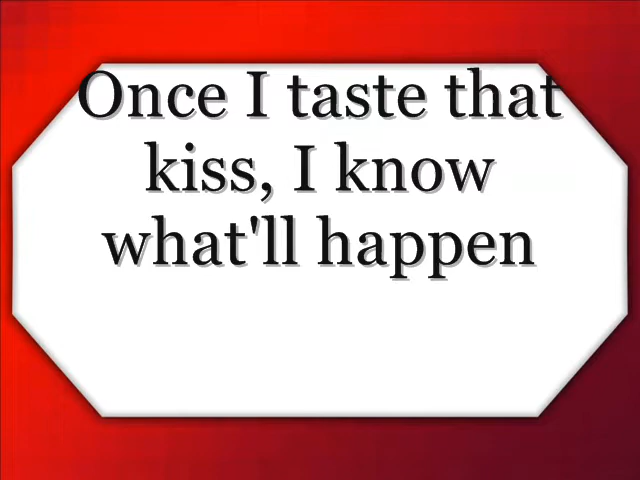 Once I taste that
kiss, I know
what'll happen